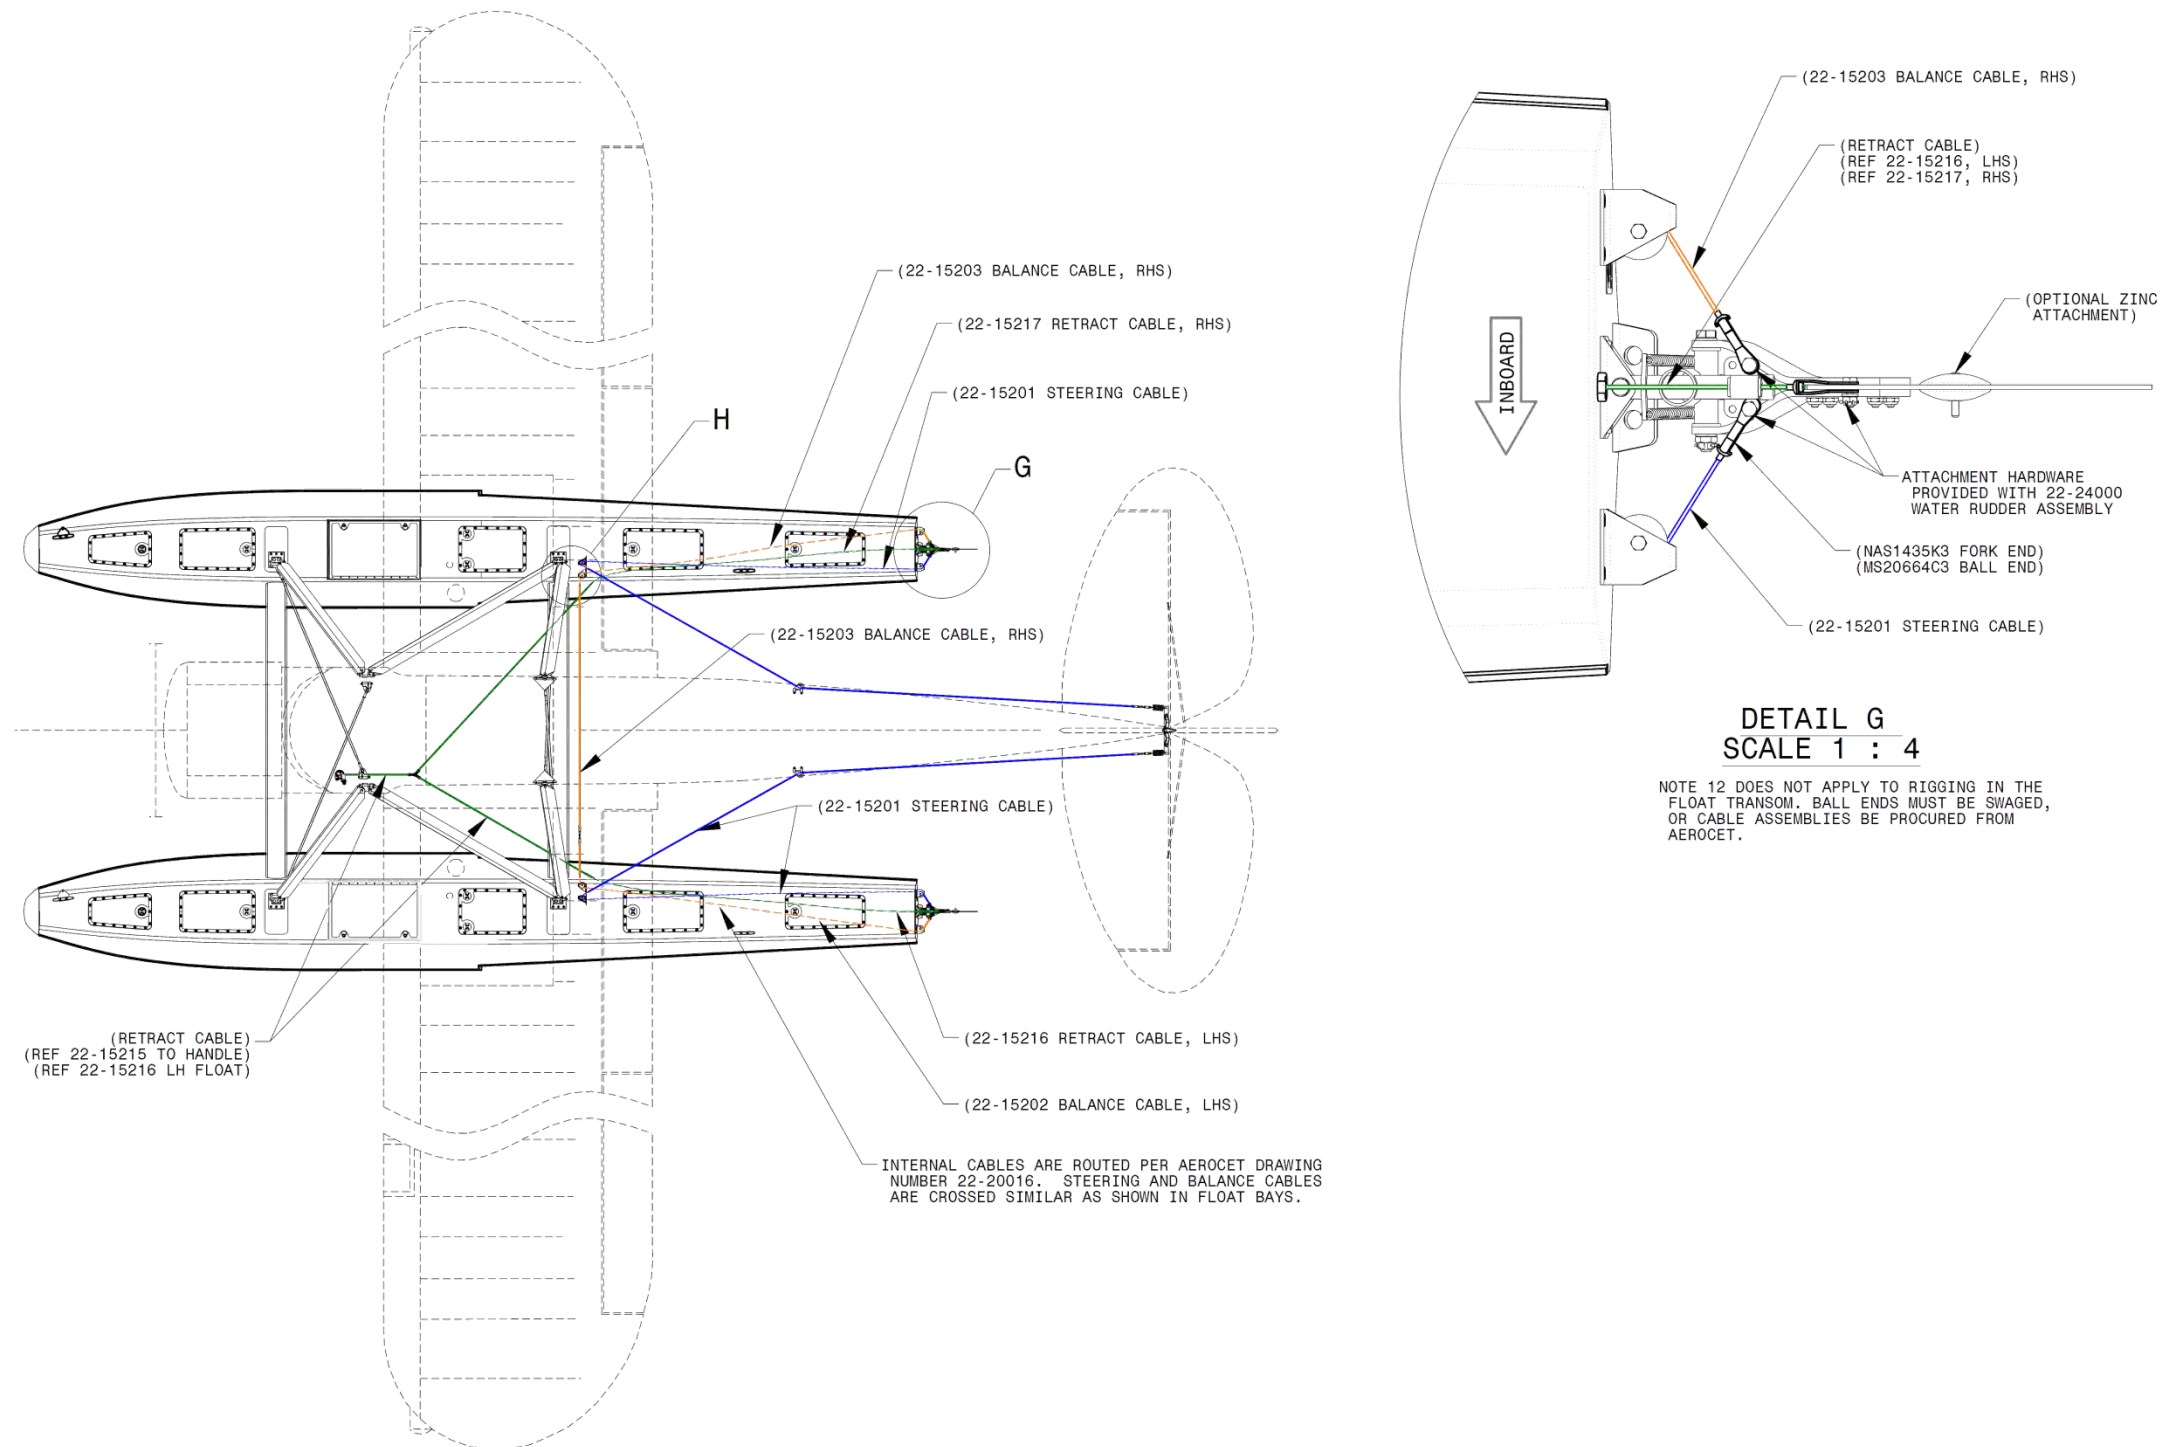 (22-15203 BALANCE CABLE, RHS)
(22-15217 RETRACT CABLE, RHS)
(22-15201 STEERING CABLE)
H
G
(22-15203 BALANCE CABLE, RHS)
(22-15201 STEERING CABLE)
(RETRACT CABLE)
(REF 22-15215 TO HANDLE)
(REF 22-15216 LH FLOAT)
(22-15216 RETRACT CABLE, LHS)
(22-15202 BALANCE CABLE, LHS)
INTERNAL CABLES ARE ROUTED PER AEROCET DRAWING
NUMBER 22-20016. STEERING AND BALANCE CABLES
ARE CROSSED SIMILAR AS SHOWN IN FLOAT BAYS.
(22-15203 BALANCE CABLE, RHS)
(RETRACT CABLE)
(REF 22-15216, LHS)
(REF 22-15217, RHS)
(OPTIONAL ZINC
ATTACHMENT)
INBOARD
ATTACHMENT HARDWARE
PROVIDED WITH 22-24000
WATER RUDDER ASSEMBLY
(NAS1435K3 FORK END)
(MS20664C3 BALL END)
(22-15201 STEERING CABLE)
DETAIL G
SCALE 1 : 4
NOTE 12 DOES NOT APPLY TO RIGGING IN THE
FLOAT TRANSOM. BALL ENDS MUST BE SWAGED,
OR CABLE ASSEMBLIES BE PROCURED FROM
AEROCET.